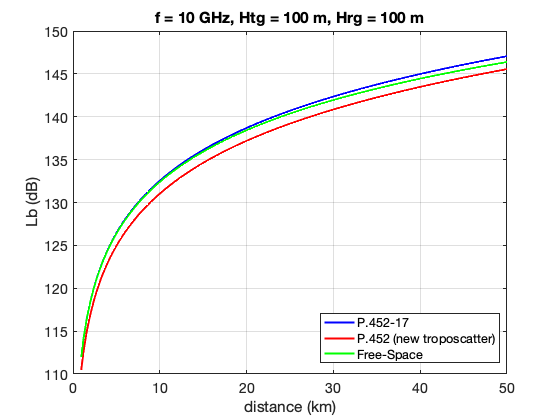 f = 10 GHz, Htg = 100 m, Hrg = 100 m
150
145
140
135
130
125
120
115
110
Lb (dB)
0
10
20
30
40
50
distance (km)
P.452-17
P.452 (new troposcatter)
Free-Space